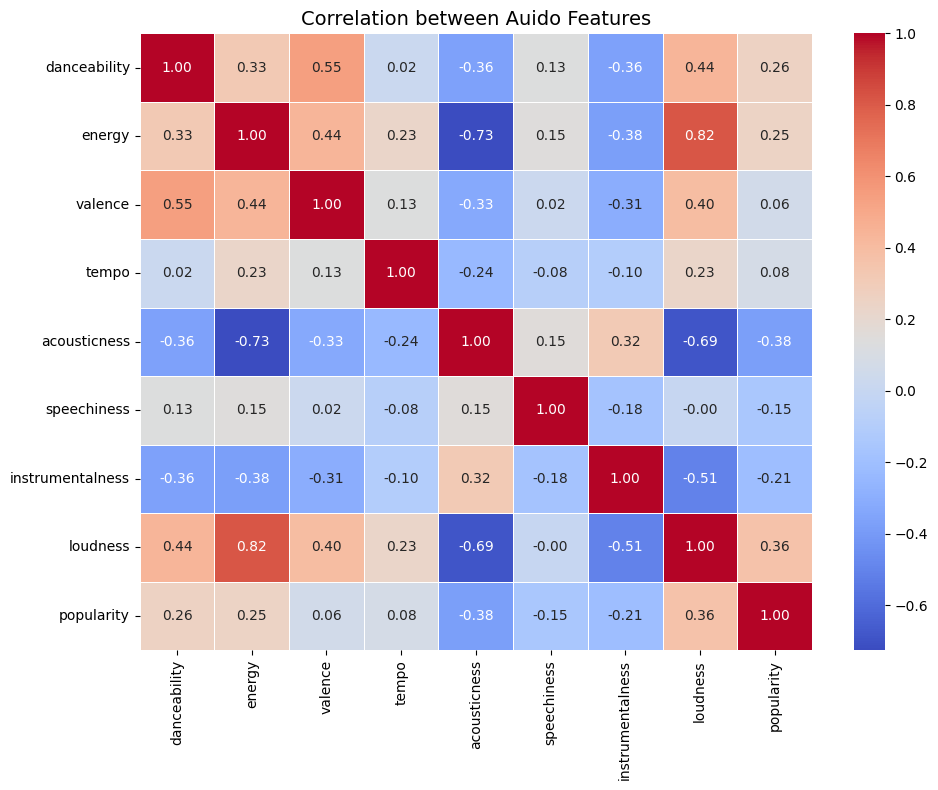 Correlation between Auido Features
danceability 1.00 0.33 0.55 0.02 -0.36 0.13 -0.36 0.44 0.26
energy 0.33 1.00 0.44 0.23 -0.73 0.15 -0.38 0.82 0.25
valence 0.55 0.44 1.00 0.13 -0.33 0.02 -0.31 0.40 0.06
tempo 0.02 0.23 0.13 1.00 -0.24 -0.08 -0.10 0.23 0.08
acousticness -0.36 -0.73 -0.33 -0.24 1.00 0.15 0.32 -0.69 -0.38
speechiness 0.13 0.15 0.02 -0.08 0.15 1.00 -0.18 -0.00 -0.15
instrumentalness -0.36 -0.38 -0.31 -0.10 0.32 -0.18 1.00 -0.51 -0.21
loudness 0.44 0.82 0.40 0.23 -0.69 -0.00 -0.51 1.00 0.36
popularity 0.26 0.25 0.06 0.08 -0.38 -0.15 -0.21 0.36 1.00
danceability
energy
valence
tempo
acousticness
speechiness
instrumentalness
loudness
popularity
1.0
0.8
0.6
0.4
0.2
0.0
−0.2
−0.4
−0.6